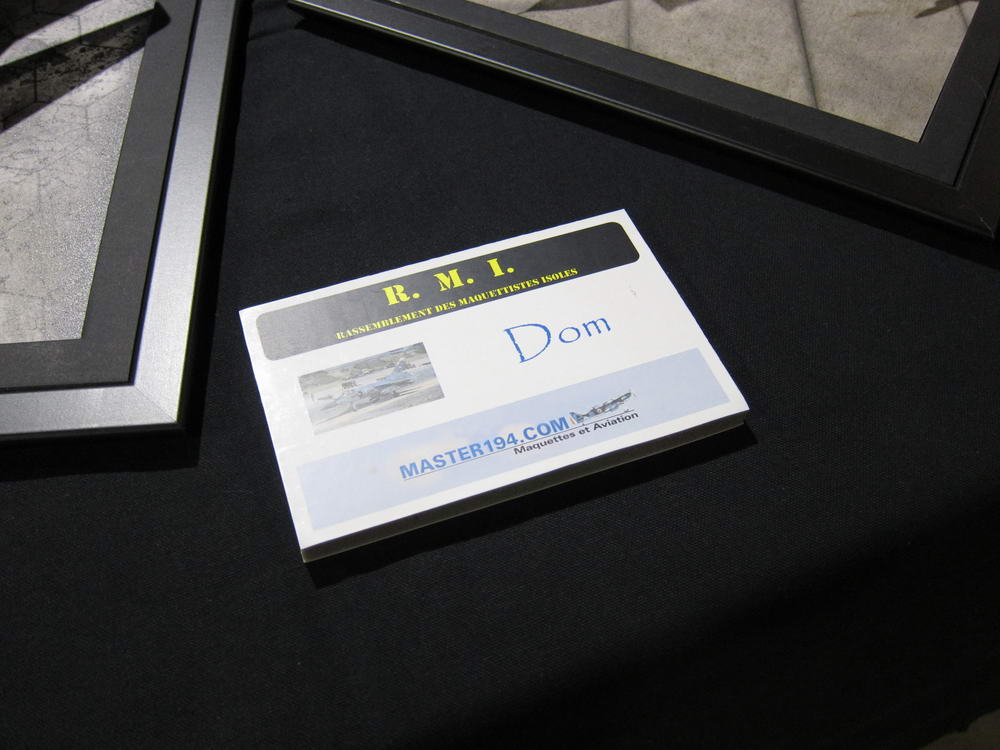 R. M. I.
RASSEMBLEMENT DES MAQUETTISTES ISOLES
Dom
MASTER194.COM
Maquettes et Aviation